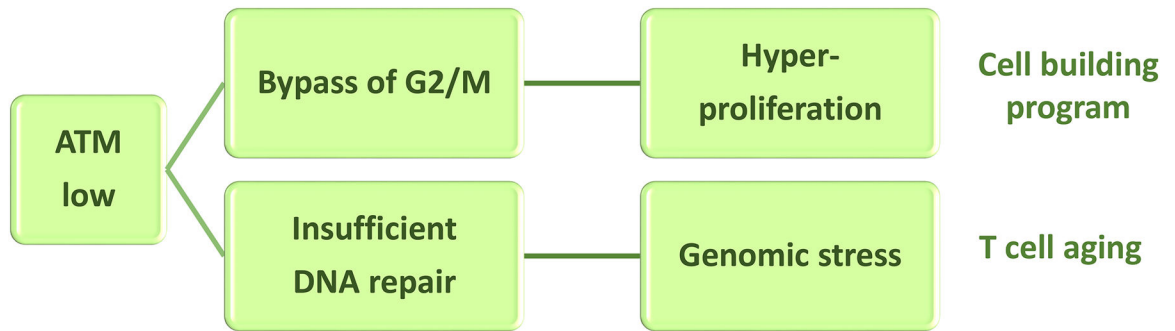 ATM
low
Bypass of G2/M
Hyper-
proliferation
Cell building
program
Insufficient
DNA repair
Genomic stress
T cell aging